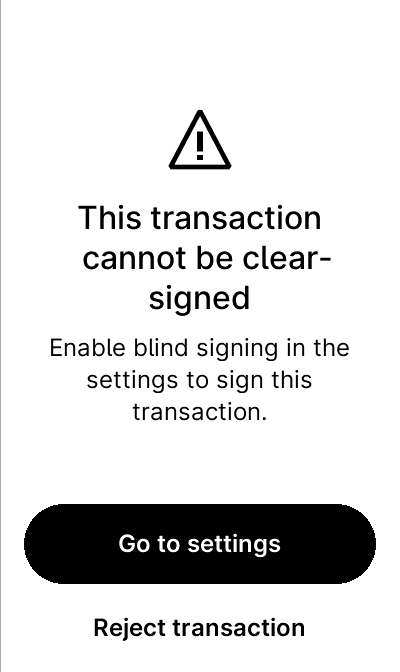 This transaction
cannot be clear-
signed
Enable blind signing in the
settings to sign this
transaction.
Go to settings
Reject transaction